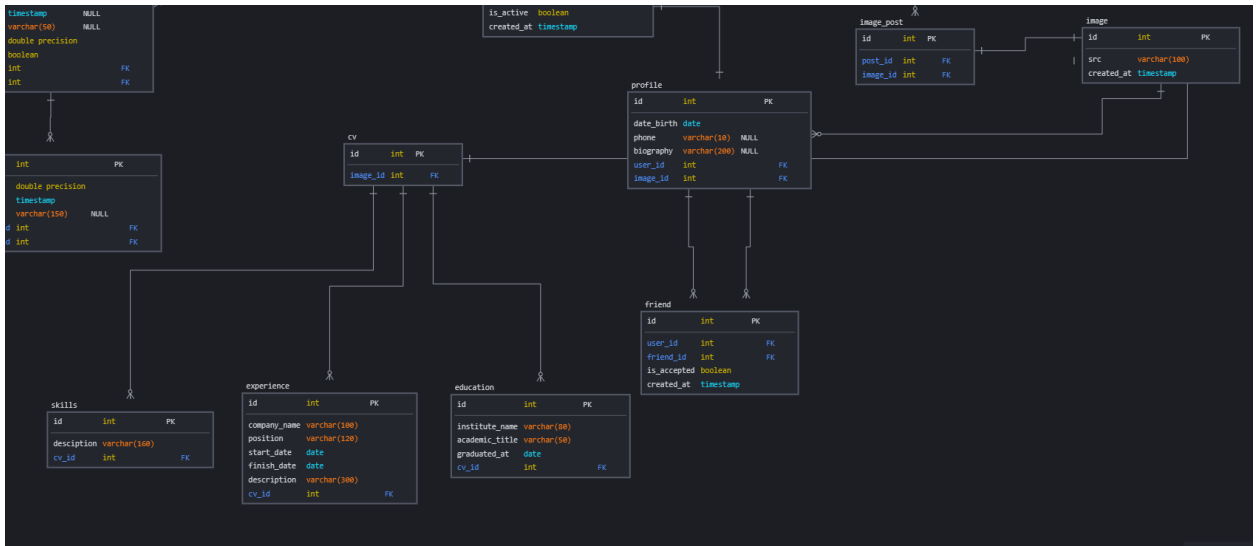 timestamp NULL
varchar(50) NULL
double precision
boolean
int FK
int FK
int PK
double precision
timestamp
varchar(150) NULL
d int FK
d int FK
is_active boolean
created_at timestamp
image_post
id int PK
post_id int FK
image_id int FK
image
id int PK
src varchar(100)
created_at timestamp
profile
id int PK
date_birth date
phone varchar(10) NULL
biography varchar(200) NULL
user_id int FK
image_id int FK
cv
id int PK
image_id int FK
friend
id int PK
user_id int FK
friend_id int FK
is_accepted boolean
created_at timestamp
skills
id int PK
desciption varchar(160)
cv_id int FK
experience
id int PK
company_name varchar(100)
position varchar(120)
start_date date
finish_date date
description varchar(300)
cv_id int FK
education
id int PK
institute_name varchar(80)
academic_title varchar(50)
graduated_at date
cv_id int FK